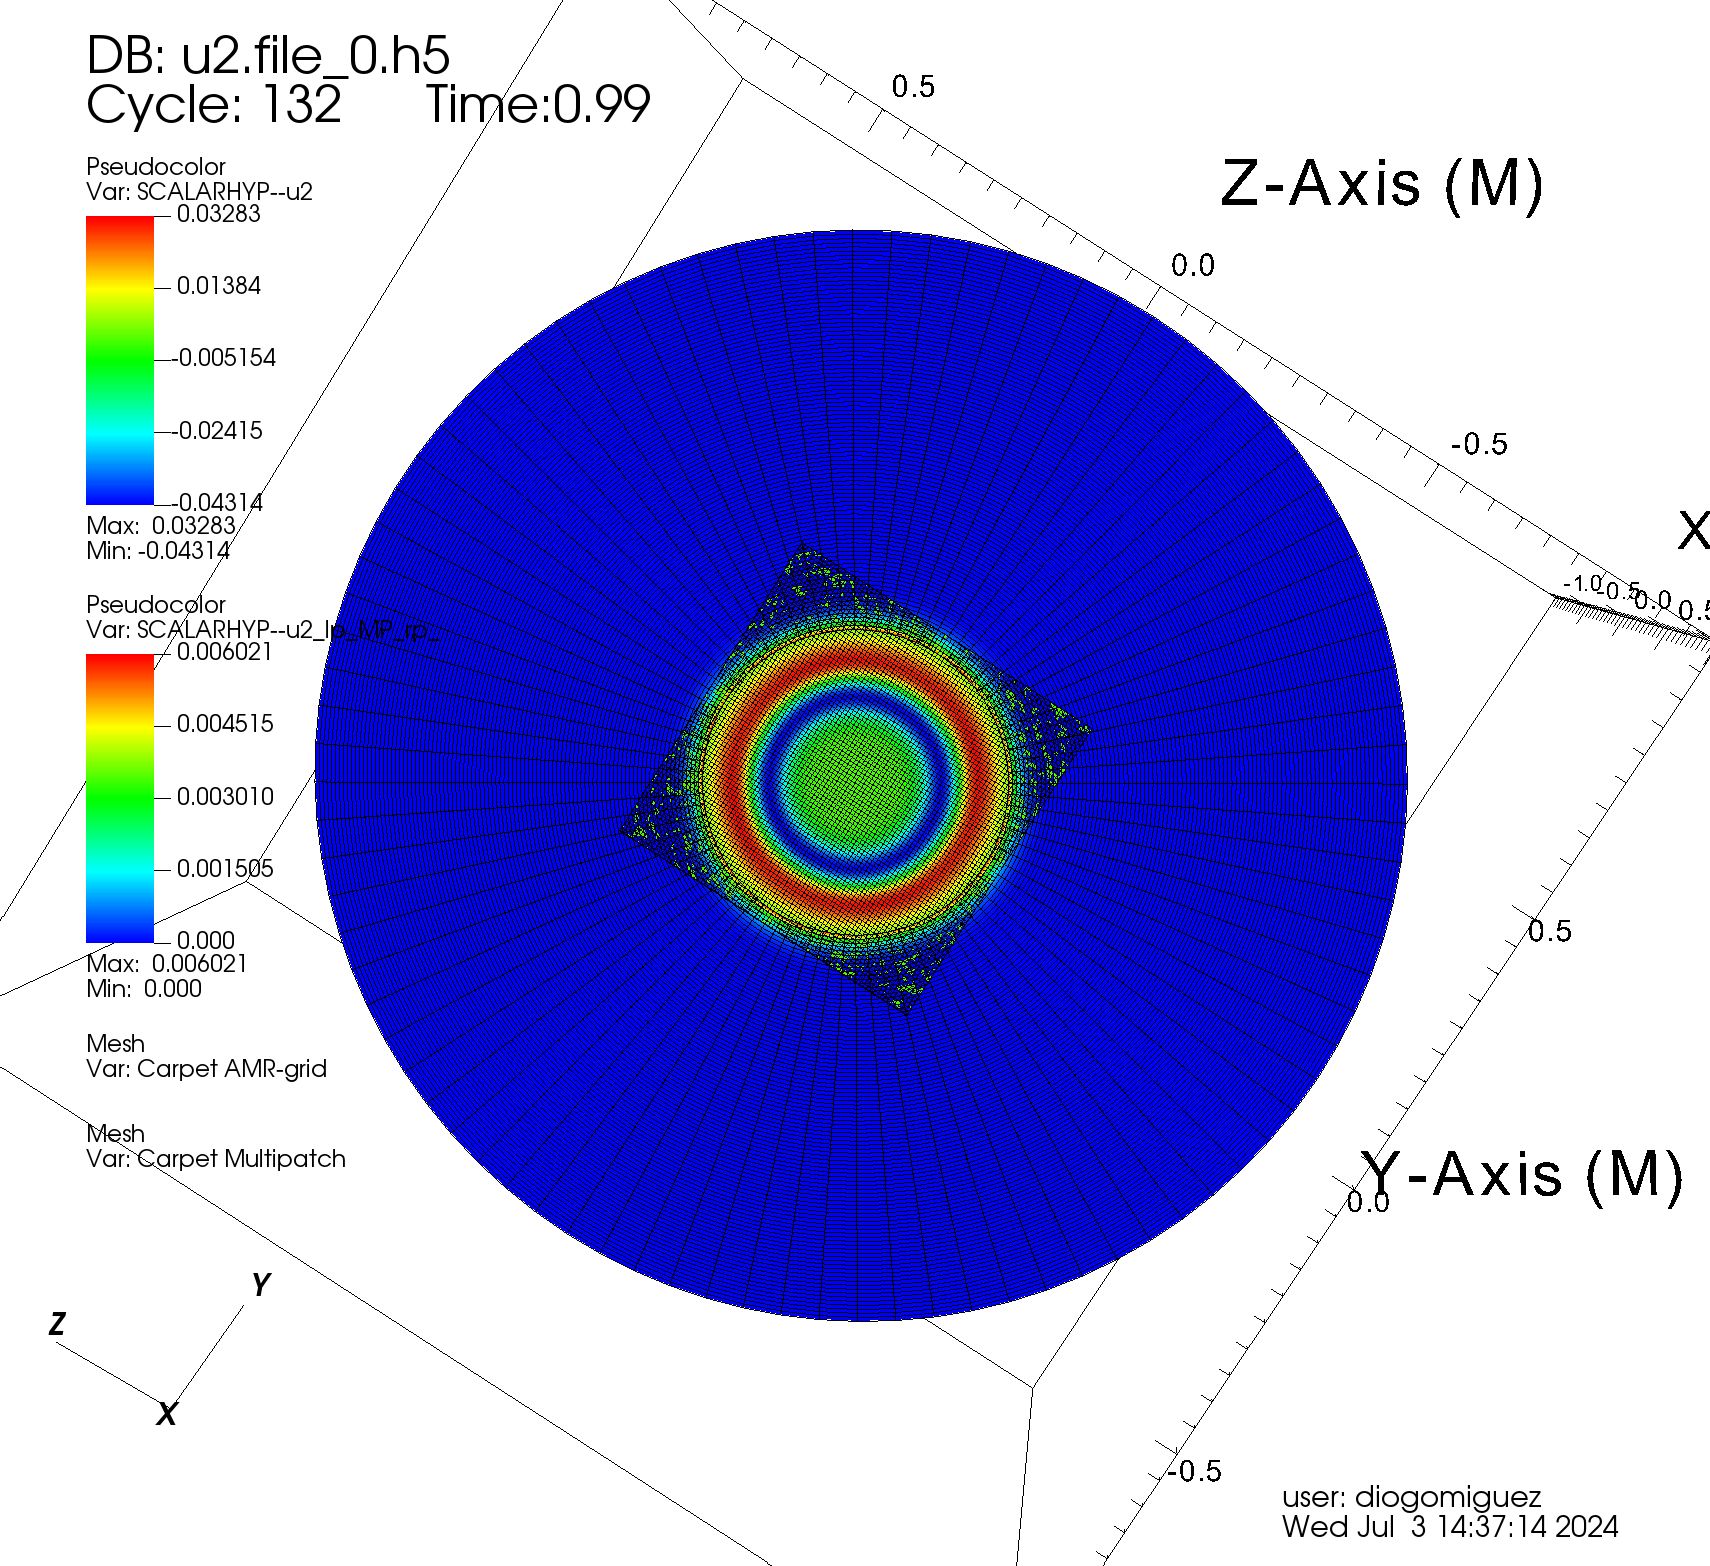 DB: u2.file_0.h5
Cycle: 132 Time:0.99
Pseudocolor
Var: SCALARHYP--u2
0.03283
0.01384
-0.005154
-0.02415
-0.04314
Max: 0.03283
Min: -0.04314
Pseudocolor
Var: SCALARHYP--u2_lp_MP_rp_
0.006021
0.004515
0.003010
0.001505
0.000
Max: 0.006021
Min: 0.000
Mesh
Var: Carpet AMR-grid
Mesh
Var: Carpet Multipatch
0.5
Z-Axis (M)
0.0
-0.5
X
-1.0
-0.5
0.0
0.5
0.5
Y-Axis (M)
0.0
-0.5
Y
Z
X
user: diogomiguez
Wed Jul 3 14:37:14 2024